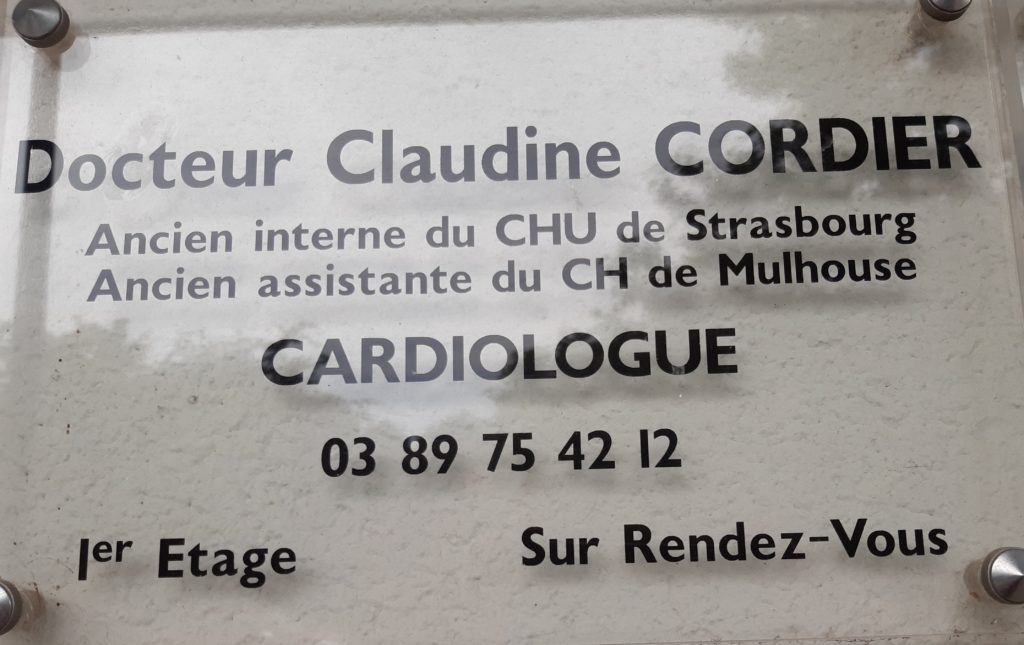 Docteur Claudine CORDIER
Ancien interne du CHU de Strasbourg
Ancien assistante du CH de Mulhouse
CARDIOLOGUE
03 89 75 42 12
1er Etage Sur Rendez-Vous